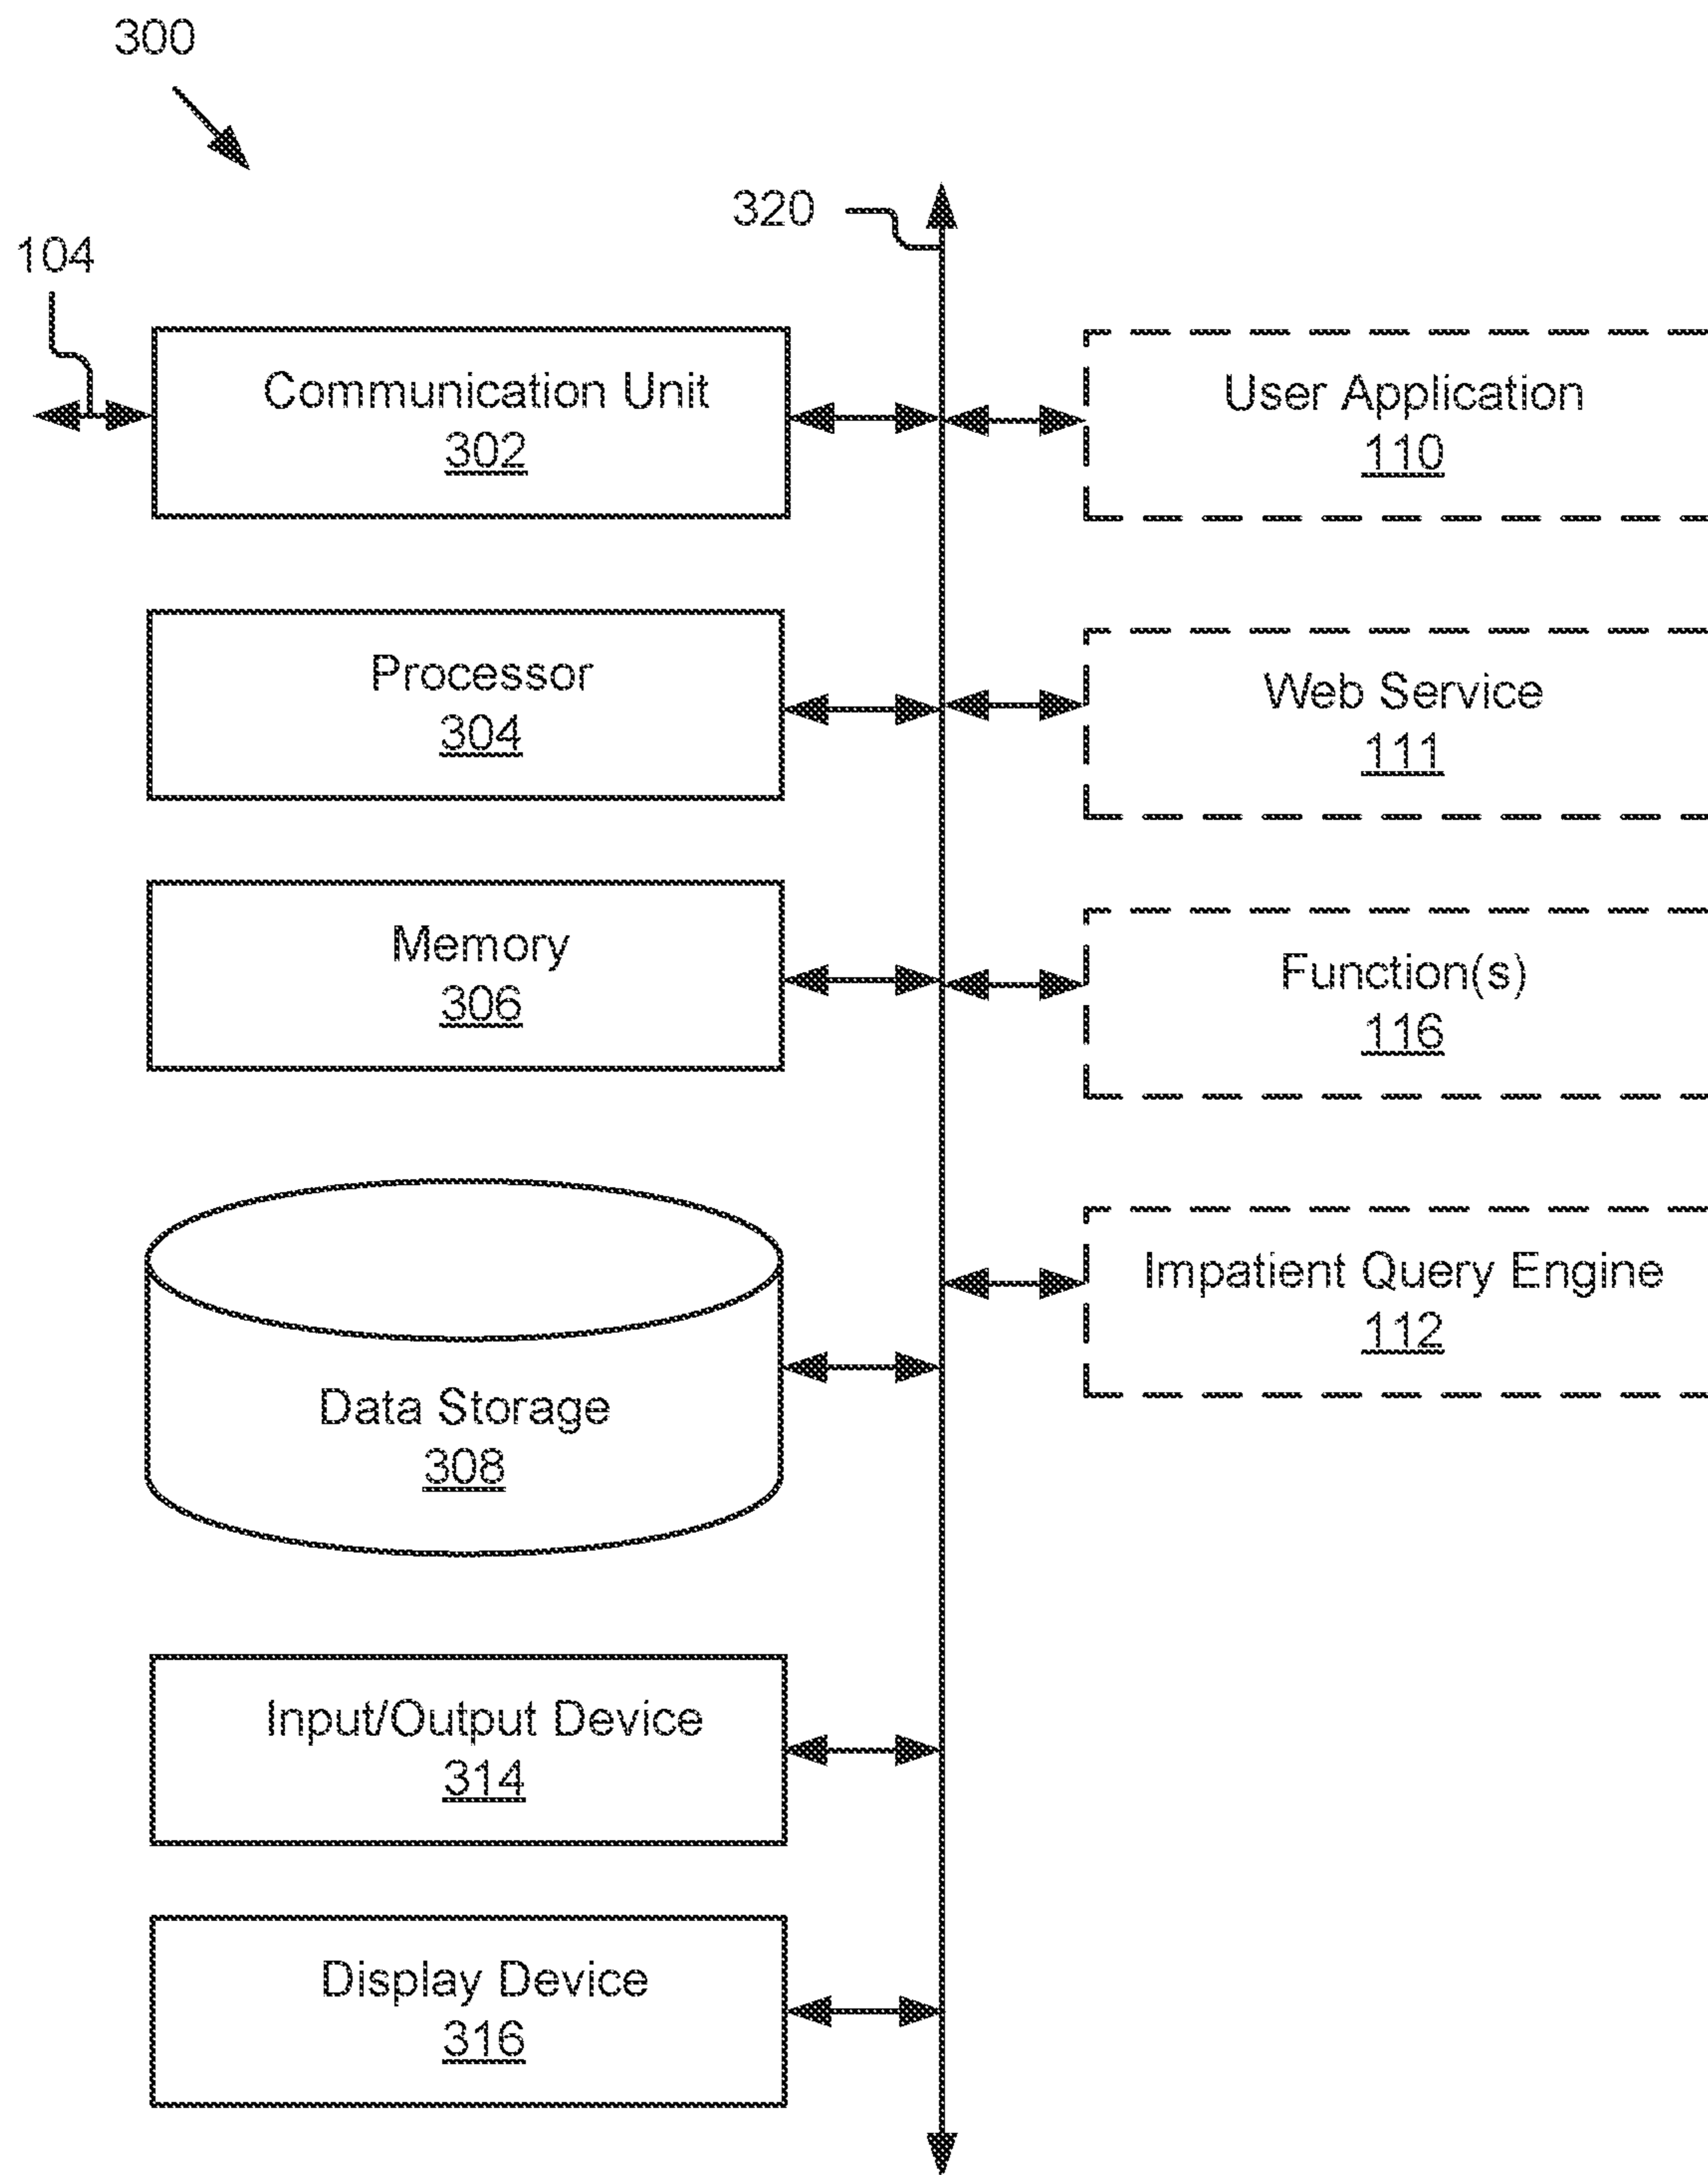 300
320
104
Communication Unit
302
User Application
110
Processor
304
Web Service
111
Memory
306
Function(s)
116
Impatient Query Engine
112
Data Storage
308
Input/Output Device
314
Display Device
316